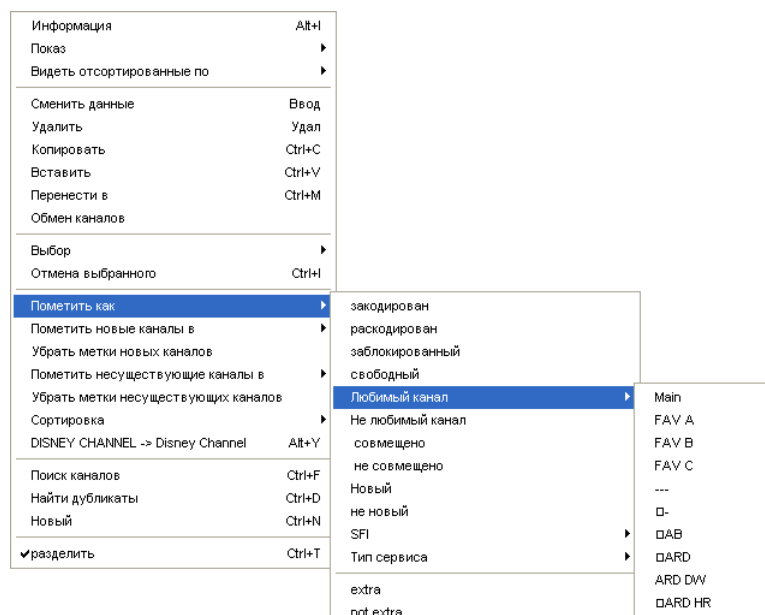 Информация Alt+I
Показ
Видеть отсортированные по
Сменить данные Ввод
Удалить Удал
Копировать Ctrl+C
Вставить Ctrl+V
Перенести в Ctrl+M
Обмен каналов
Выбор
Отмена выбранного Ctrl+I
Пометить как
Пометить новые каналы в
Убрать метки новых каналов
Пометить несуществующие каналы в
Убрать метки несуществующих каналов
Сортировка
DISNEY CHANNEL -> Disney Channel Alt+Y
Поиск каналов Ctrl+F
Найти дубликаты Ctrl+D
Новый Ctrl+N
✔разделить Ctrl+T
закодирован
раскодирован
заблокированный
свободный
Любимый канал
Не любимый канал
совмещено
не совмещено
Новый
не новый
SFI
Тип сервиса
extra
not extra
Main
FAV A
FAV B
FAV C
---
□-
□AB
□ARD
ARD DW
□ARD HR